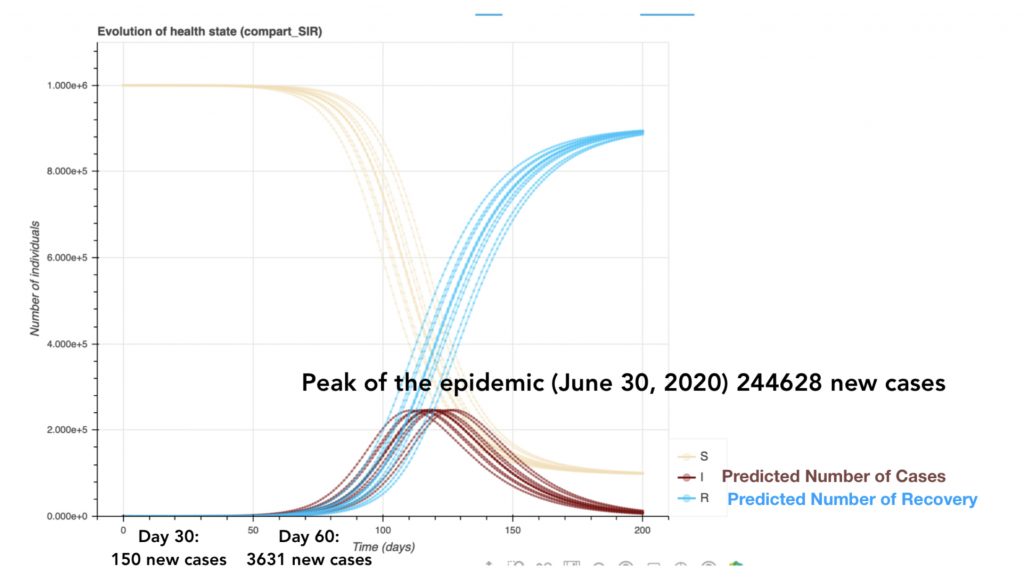 Evolution of health state (compart_SIR)
1.000e+6
8.000e+5
6.000e+5
4.000e+5
2.000e+5
0.000e+0
Number of individuals
Peak of the epidemic (June 30, 2020) 244628 new cases
S
I Predicted Number of Cases
R Predicted Number of Recovery
0 50 100 150 200
Time (days)
Day 30: Day 60:
150 new cases 3631 new cases